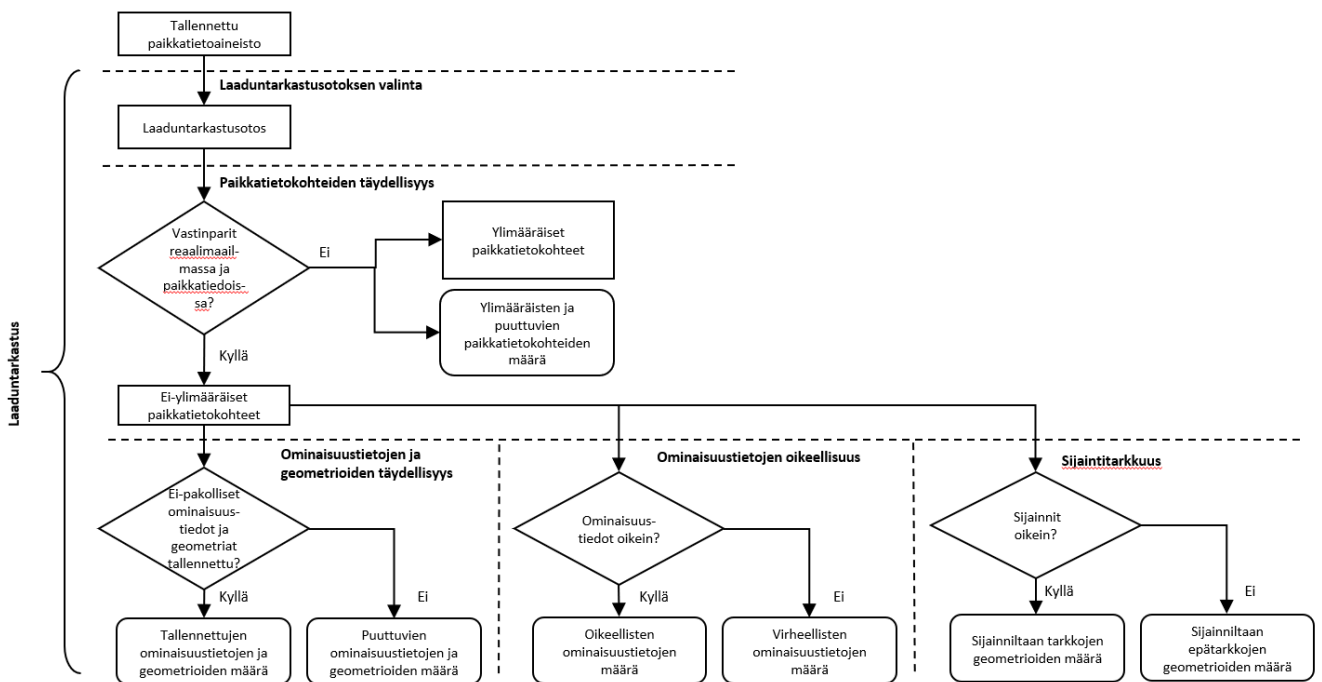 Tallennettu
paikkatietoaineisto
Laaduntarkastusotoksen valinta
Laaduntarkastusotos
Paikkatietokohteiden täydellisyys
Vastinparit
reaalimaail-
massa ja
paikkatiedois-
sa?
Ei
Ylimääräiset
paikkatietokohteet
Ylimääräisten ja
puuttuvien
paikkatietokohteiden
määrä
Kyllä
Laaduntarkastus
Ei-ylimääräiset
paikkatietokohteet
Ominaisuustietojen ja
geometrioiden täydellisyys
Ei-pakolliset
ominaisuus-
tiedot ja
geometriat
tallennettu?
Kyllä
Ei
Tallennettujen
ominaisuustietojen ja
geometrioiden määrä
Puuttuvien
ominaisuustietojen ja
geometrioiden määrä
Ominaisuustietojen oikeellisuus
Ominaisuus-
tiedot oikein?
Kyllä
Ei
Oikeellisten
ominaisuustietojen
määrä
Virheellisten
ominaisuustietojen
määrä
Sijaintitarkkuus
Sijainnit
oikein?
Kyllä
Ei
Sijainniltaan tarkkojen
geometrioiden määrä
Sijainniltaan
epätarkkojen
geometrioiden määrä